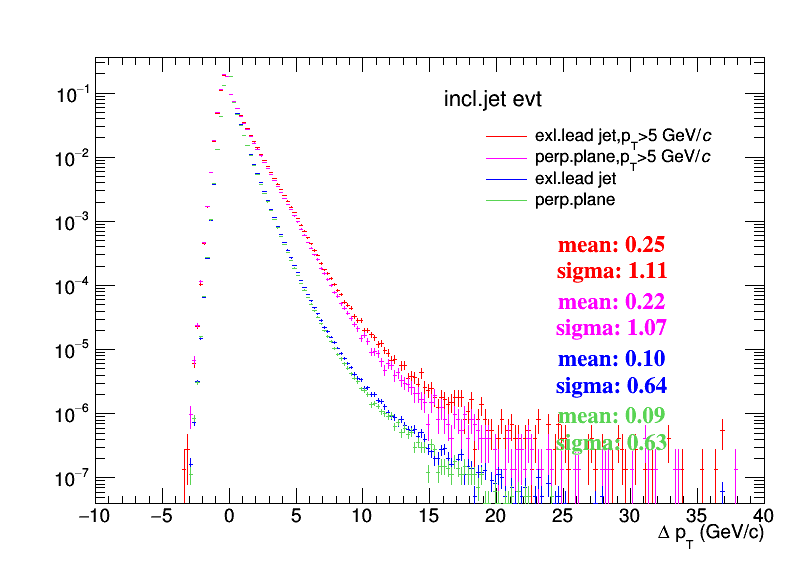 incl.jet evt
exl.lead jet,pT>5 GeV/c
perp.plane,pT>5 GeV/c
exl.lead jet
perp.plane
mean: 0.25
sigma: 1.11
mean: 0.22
sigma: 1.07
mean: 0.10
sigma: 0.64
mean: 0.09
sigma: 0.63
10−1
10−2
10−3
10−4
10−5
10−6
10−7
−10 −5 0 5 10 15 20 25 30 35 40
Δ pT (GeV/c)